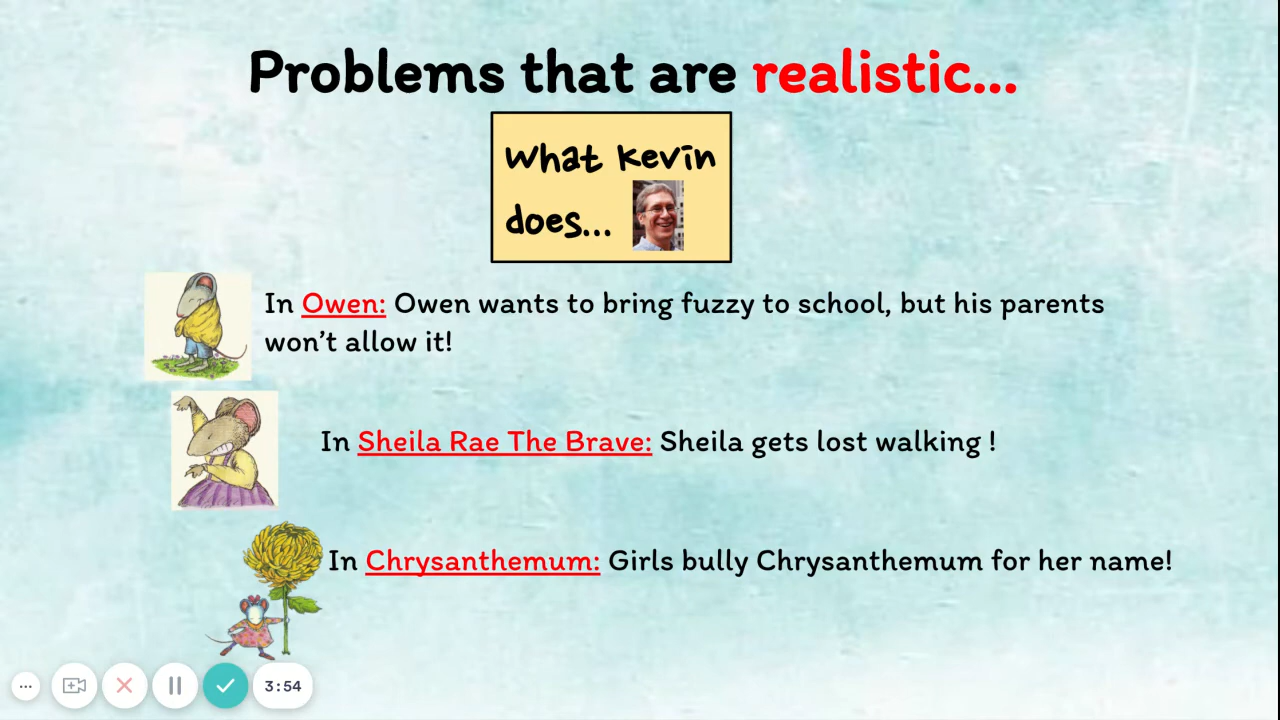 Problems that are realistic...
What Kevin
does...
In Owen: Owen wants to bring fuzzy to school, but his parents
won't allow it!
In Sheila Rae The Brave: Sheila gets lost walking !
In Chrysanthemum: Girls bully Chrysanthemum for her name!
3:54